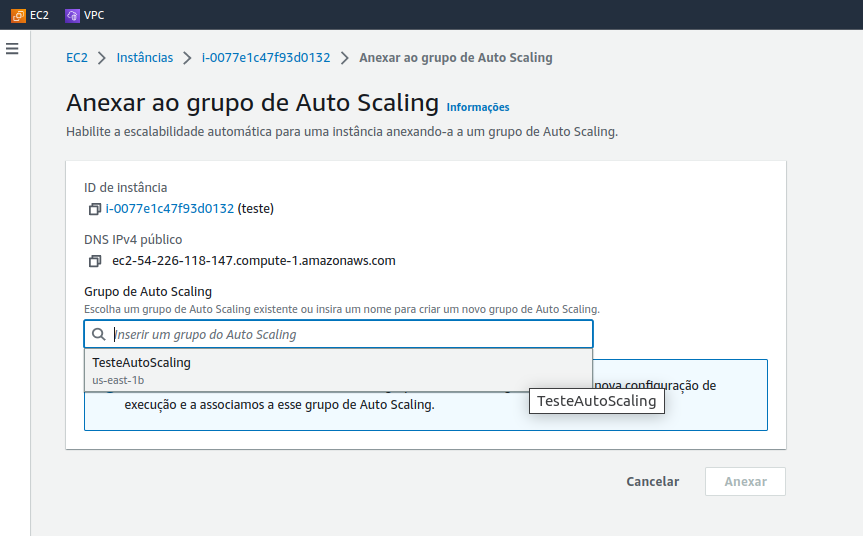 EC2 VPC
EC2 > Instâncias > i-0077e1c47f93d0132 > Anexar ao grupo de Auto Scaling
Anexar ao grupo de Auto Scaling Informações
Habilite a escalabilidade automática para uma instância anexando-a a um grupo de Auto Scaling.
ID de instância
i-0077e1c47f93d0132 (teste)
DNS IPv4 público
ec2-54-226-118-147.compute-1.amazonaws.com
Grupo de Auto Scaling
Escolha um grupo de Auto Scaling existente ou insira um nome para criar um novo grupo de Auto Scaling.
Inserir um grupo do Auto Scaling
TesteAutoScaling
us-east-1b
nova configuração de
execução e a associamos a esse grupo de Auto Scaling.
TesteAutoScaling
Cancelar Anexar